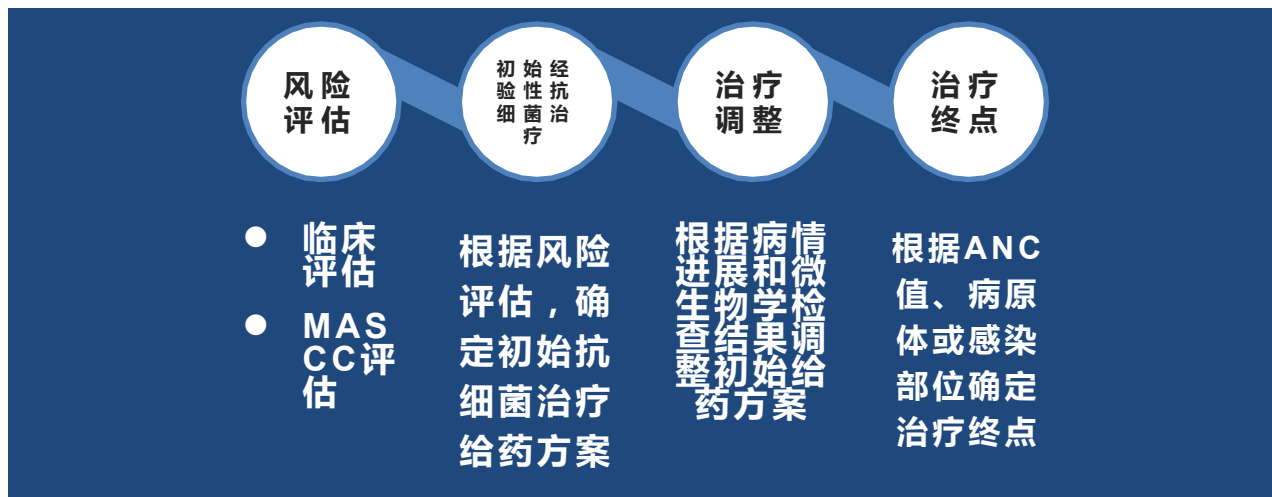 风险
评估
初始经
验性抗
细菌治
疗
治疗
调整
治疗
终点
● 临床
评估
● MAS
CC评
估
根据风险
评估，确
定初始抗
细菌治疗
给药方案
根据病情
进展和微
生物学检
查结果调
整初始给
药方案
根据ANC
值、病原
体或感染
部位确定
治疗终点